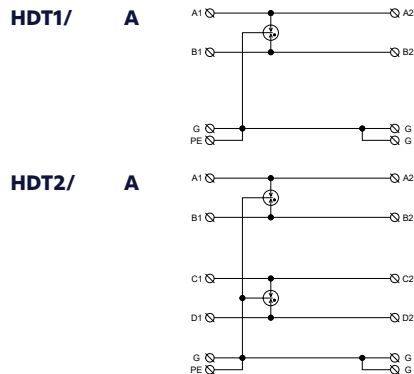 HDT1/ A
A1 A2
B1 B2
G G
PE G
HDT2/ A
A1 A2
B1 B2
C1 C2
D1 D2
G G
PE G